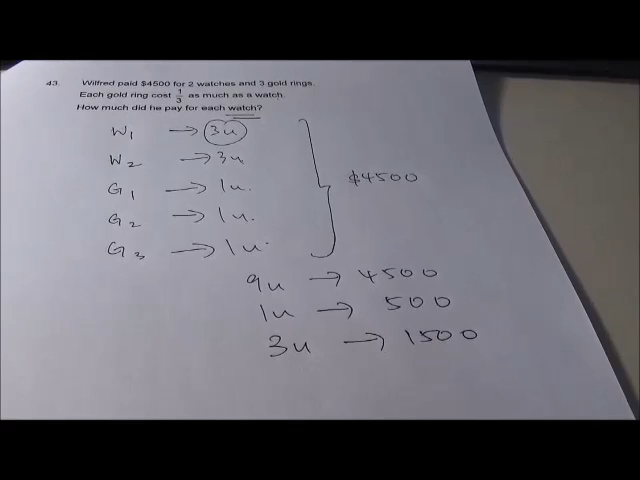 43. Wilfred paid $4500 for 2 watches and 3 gold rings.
Each gold ring cost 1/3 as much as a watch.
How much did he pay for each watch?
W1 → 3u
W2 → 3u
G1 → 1u.
$4500
G2 → 1u.
G3 → 1u.
9u → 4500
1u → 500
3u → 1500